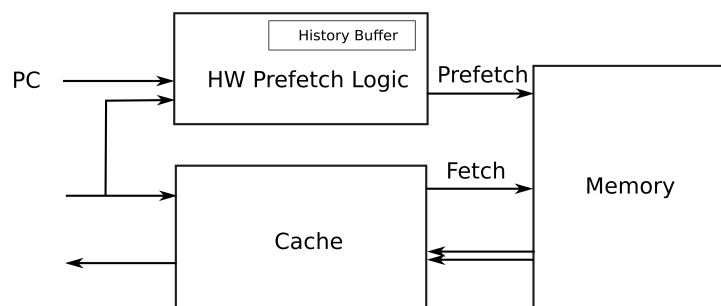 History Buffer
PC
HW Prefetch Logic
Prefetch
Fetch
Memory
Cache